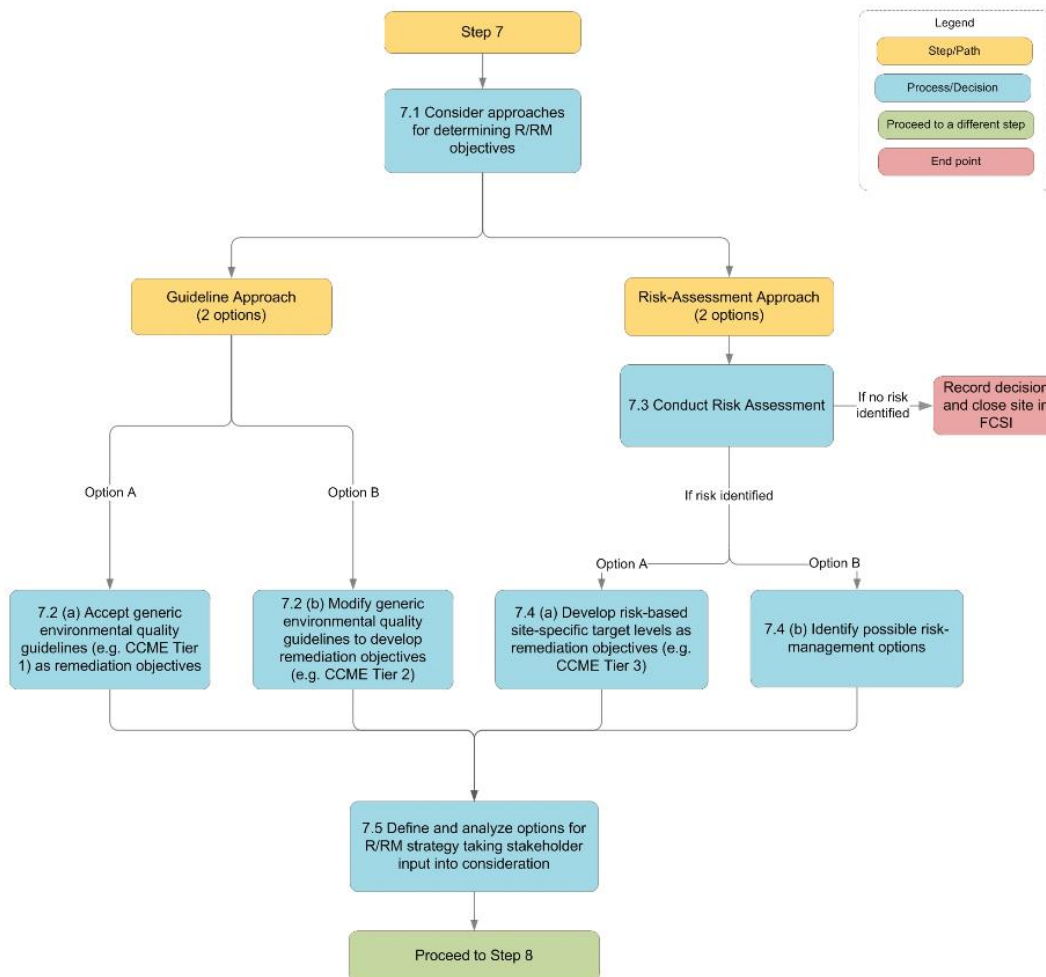 Step 7
Legend
Step/Path
Process/Decision
Proceed to a different step
End point
7.1 Consider approaches
for determining R/RM
objectives
Guideline Approach
(2 options)
Risk-Assessment Approach
(2 options)
7.3 Conduct Risk Assessment
If no risk
identified
Record decision
and close site in
FCSI
Option A
Option B
If risk identified
Option A
Option B
7.2 (a) Accept generic
environmental quality
guidelines (e.g. CCME Tier
1) as remediation objectives
7.2 (b) Modify generic
environmental quality
guidelines to develop
remediation objectives
(e.g. CCME Tier 2)
7.4 (a) Develop risk-based
site-specific target levels as
remediation objectives (e.g.
CCME Tier 3)
7.4 (b) Identify possible risk-
management options
7.5 Define and analyze options for
R/RM strategy taking stakeholder
input into consideration
Proceed to Step 8